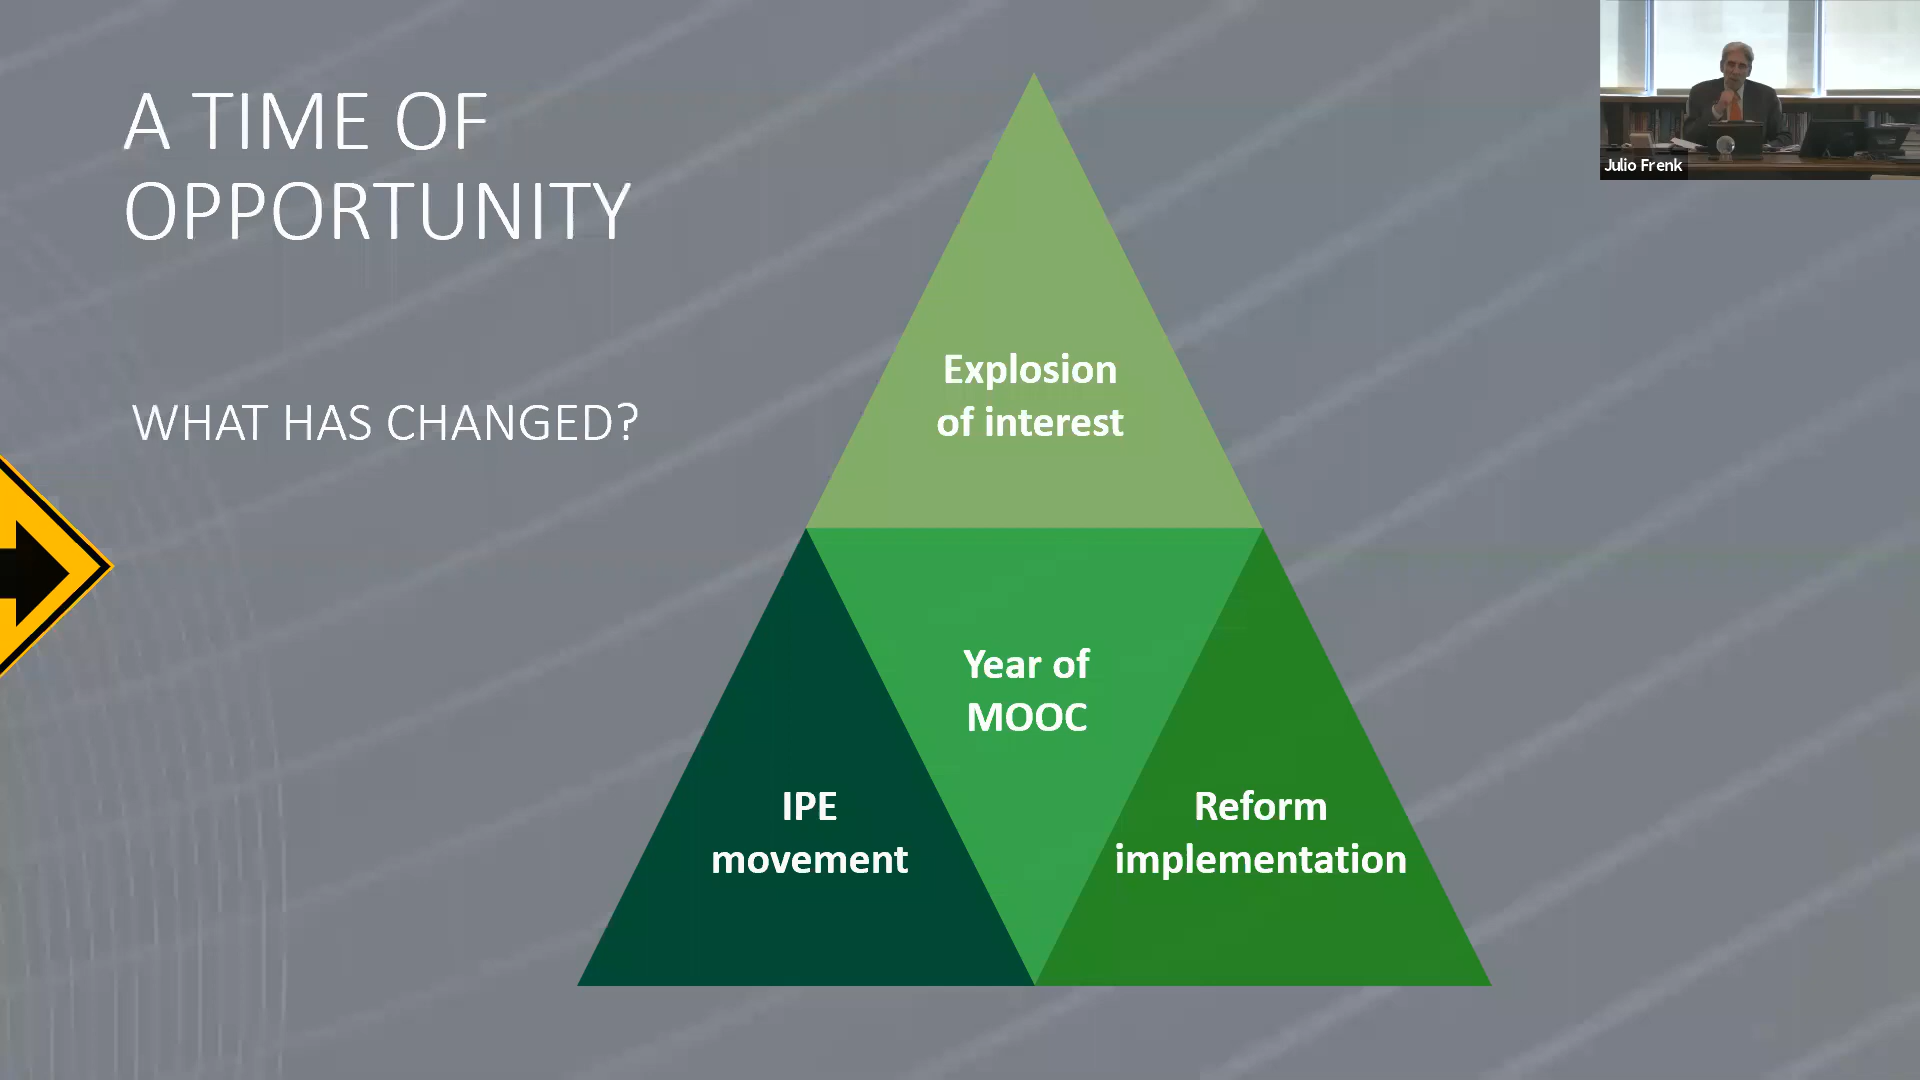 A TIME OF
OPPORTUNITY
WHAT HAS CHANGED?
Explosion
of interest
Year of
MOOC
IPE
movement
Reform
implementation
Julio Frenk